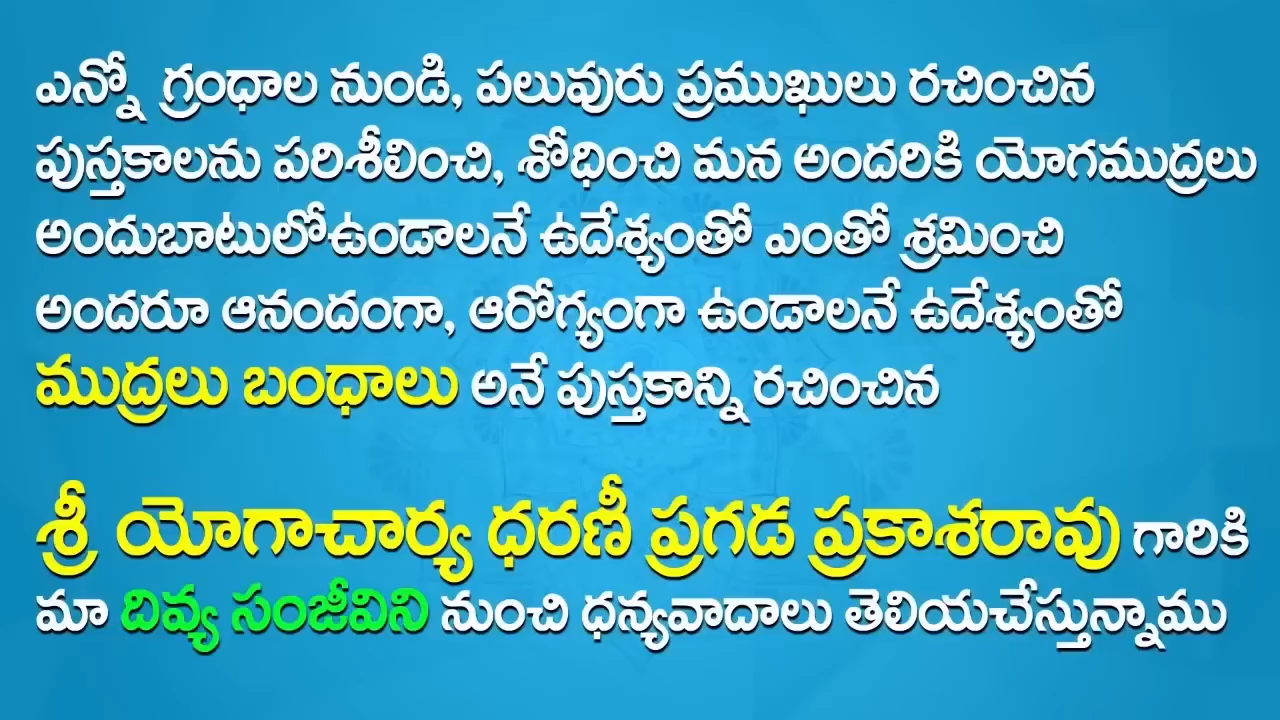 ఎన్నో గ్రంధాల నుండి, పలువురు ప్రముఖులు రచించిన
పుస్తకాలను పరిశీలించి, శోధించి మన అందరికి యోగముద్రలు
అందుబాటులోఉండాలనే ఉదేశ్యంతో ఎంతో శ్రమించి
అందరూ ఆనందంగా, ఆరోగ్యంగా ఉండాలనే ఉదేశ్యంతో
ముద్రలు బంధాలు అనే పుస్తకాన్ని రచించిన
శ్రీ యోగాచార్య ధరణీ ప్రగడ ప్రకాశరావు గారికి
మా దివ్య సంజీవిని నుంచి ధన్యవాదాలు తెలియచేస్తున్నాము